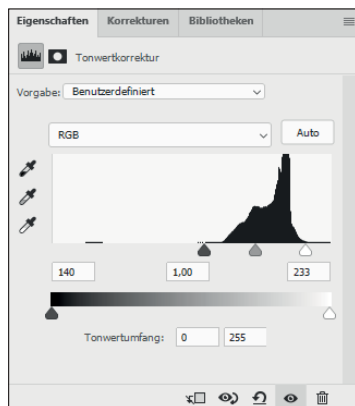 Eigenschaften Korrekturen Bibliotheken
Tonwertkorrektur
Vorgabe: Benutzerdefiniert
RGB Auto
140 1,00 233
Tonwertumfang: 0 255